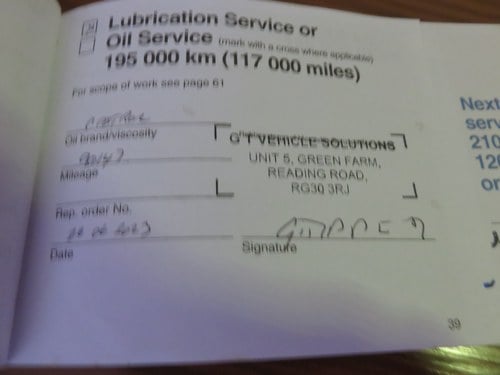 Lubrication Service or
Oil Service (mark with a cross where applicable)
195 000 km (117 000 miles)
For scope of work see page 61
Oil brand/viscosity
G T VEHICLE SOLUTIONS
UNIT 5, GREEN FARM,
READING ROAD,
RG30 3RJ
Mileage
Rep. order No.
Date
Signature
39
Next
serv
210
12
or